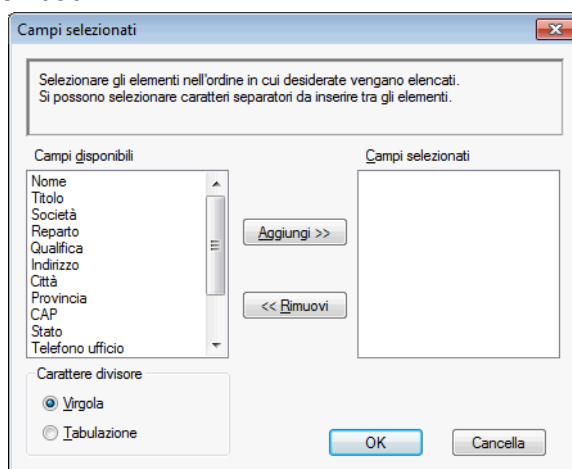 Campi selezionati
Selezionare gli elementi nell'ordine in cui desiderate vengano elencati.
Si possono selezionare caratteri separatori da inserire tra gli elementi.
Campi disponibili
Campi selezionati
Nome
Titolo
Società
Reparto
Qualifica
Indirizzo
Città
Provincia
CAP
Stato
Telefono ufficio
Aggiungi >>
<< Rimuovi
Carattere divisore
Virgola
Tabulazione
OK
Cancella